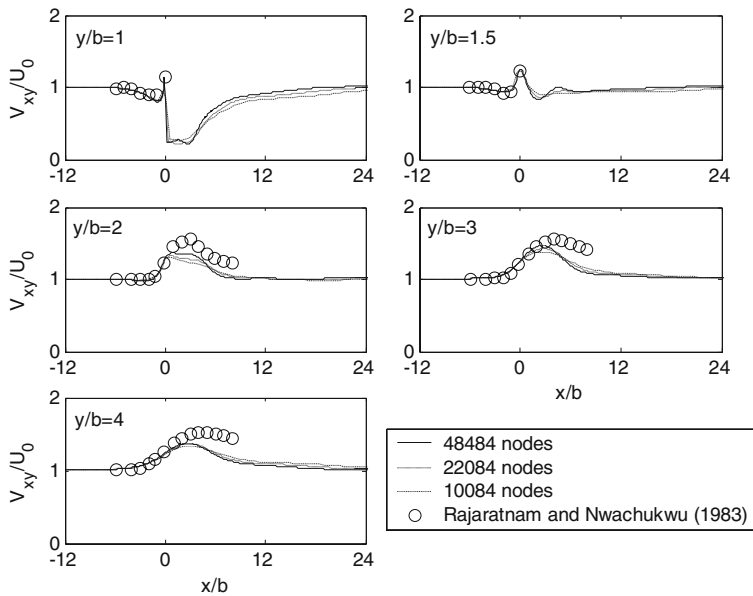 y/b=1
V_xy/U_0
2
1
0
-12
0
12
24
y/b=1.5
2
1
0
-12
0
12
24
y/b=2
V_xy/U_0
2
1
0
-12
0
12
24
y/b=3
2
1
0
-12
0
12
24
x/b
y/b=4
V_xy/U_0
2
1
0
-12
0
12
24
x/b
48484 nodes
22084 nodes
10084 nodes
Rajaratnam and Nwachukwu (1983)